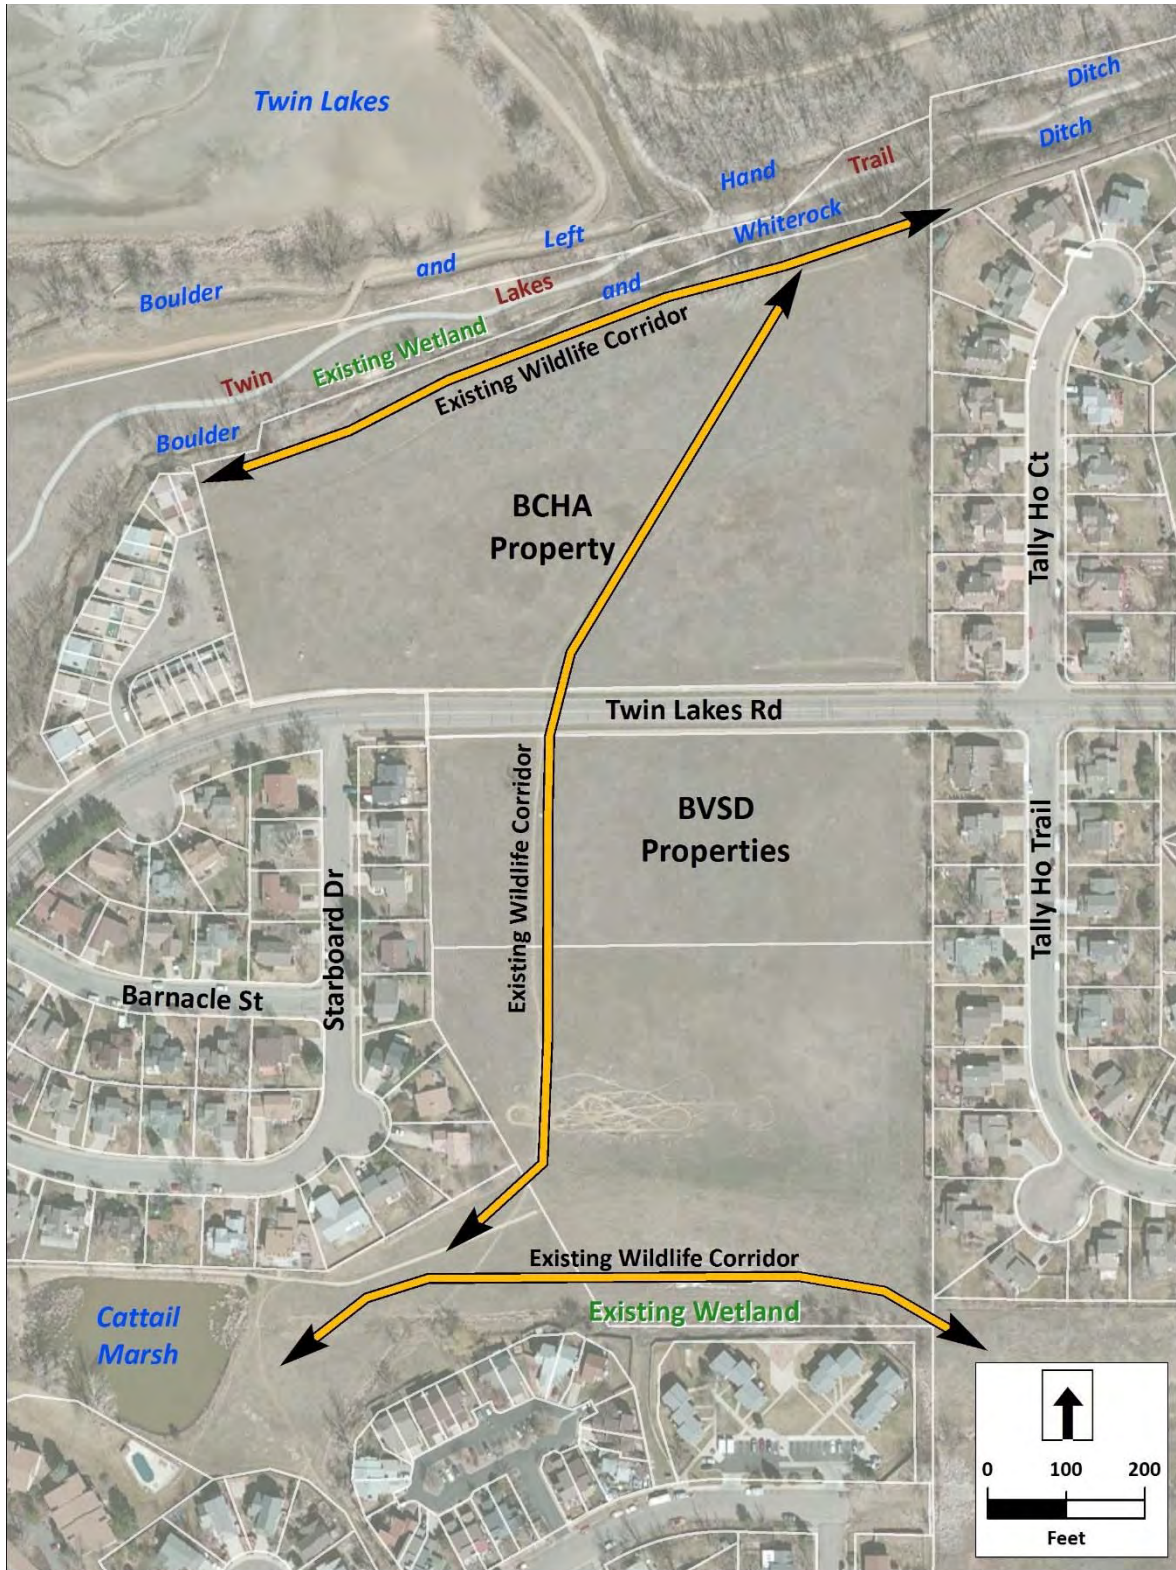 Twin Lakes
Ditch
Ditch
Boulder and Left Hand
Twin Lakes Trail
Boulder and Whiterock
Existing Wetland
Existing Wildlife Corridor
BCHA
Property
Tally Ho Ct
Twin Lakes Rd
Existing Wildlife Corridor
BVSD
Properties
Starboard Dr
Tally Ho Trail
Barnacle St
Existing Wildlife Corridor
Existing Wetland
Cattail
Marsh
0 100 200
Feet